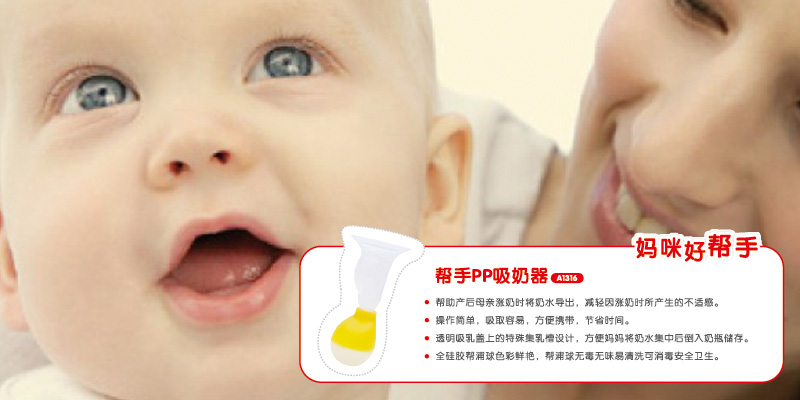 妈咪好帮手
帮手PP吸奶器 A1316
帮助产后母亲涨奶时将奶水导出，减轻因涨奶时所产生的不适感。
操作简单，吸取容易，方便携带，节省时间。
透明吸乳盖上的特殊集乳槽设计，方便妈妈将奶水集中后倒入奶瓶储存。
全硅胶帮浦球色彩鲜艳，帮浦球无毒无味易清洗可消毒安全卫生。